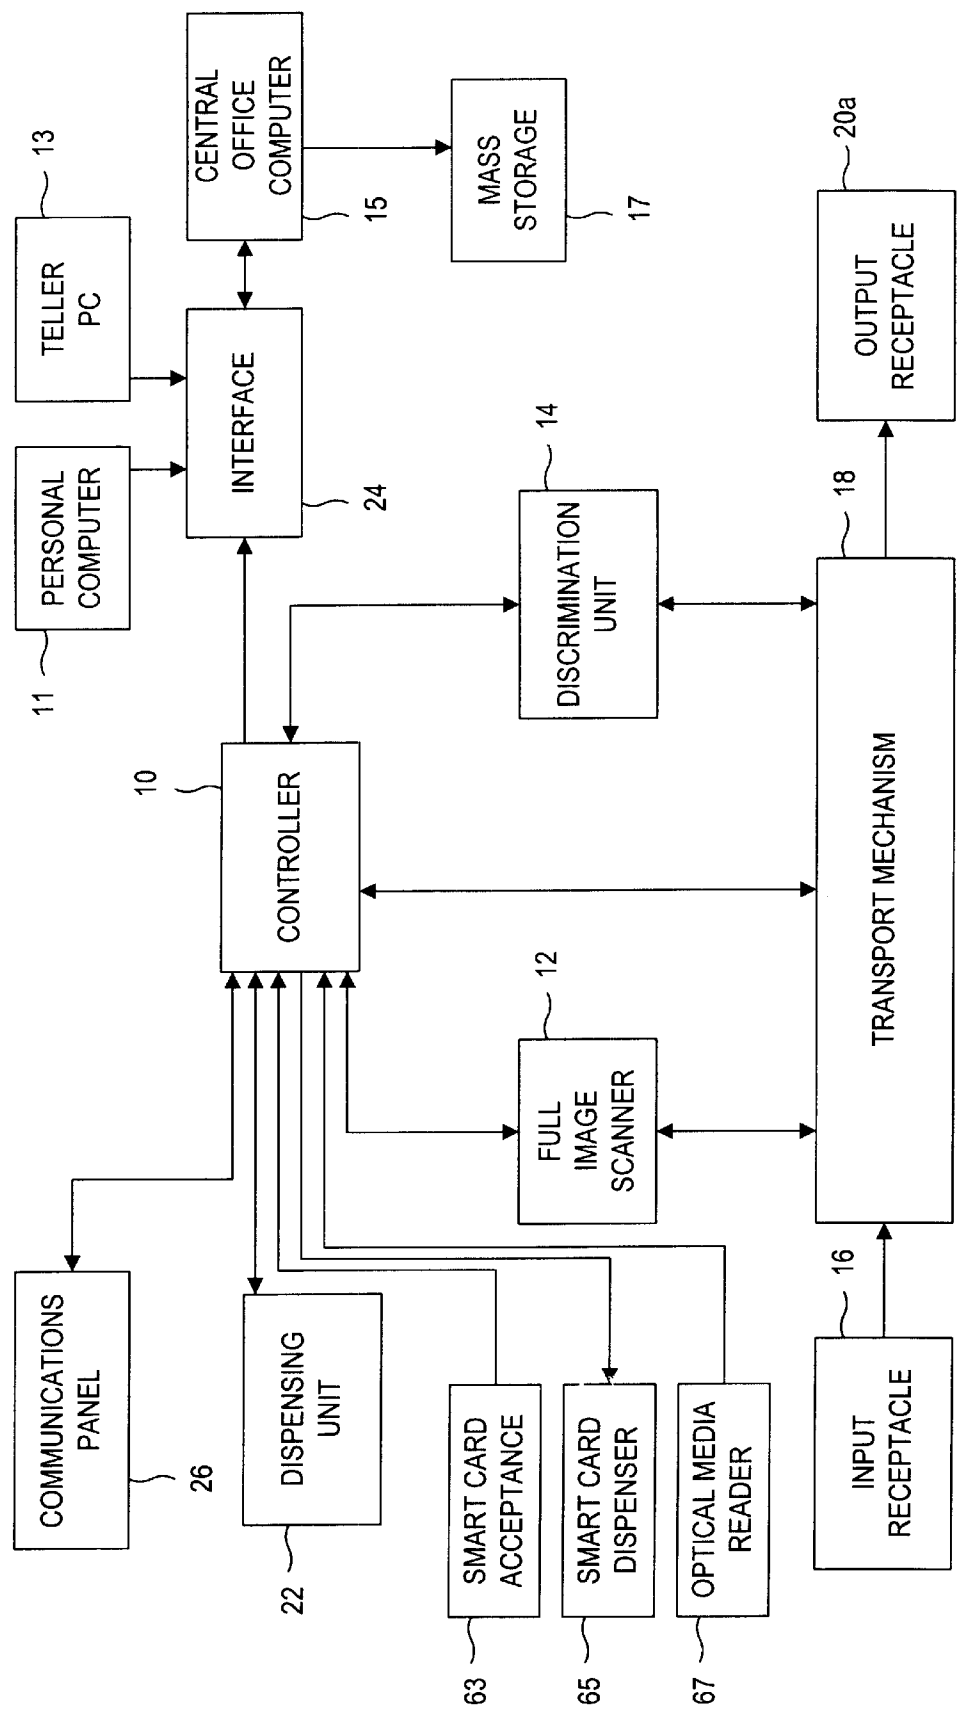 COMMUNICATIONS
PANEL
26
DISPENSING
UNIT
22
SMART CARD
ACCEPTANCE
63
SMART CARD
DISPENSER
65
OPTICAL MEDIA
READER
67
INPUT
RECEPTACLE
16
10
CONTROLLER
12
FULL
IMAGE
SCANNER
TRANSPORT MECHANISM
18
14
DISCRIMINATION
UNIT
PERSONAL
COMPUTER
11
TELLER
PC
13
INTERFACE
24
CENTRAL
OFFICE
COMPUTER
15
MASS
STORAGE
17
OUTPUT
RECEPTACLE
20a